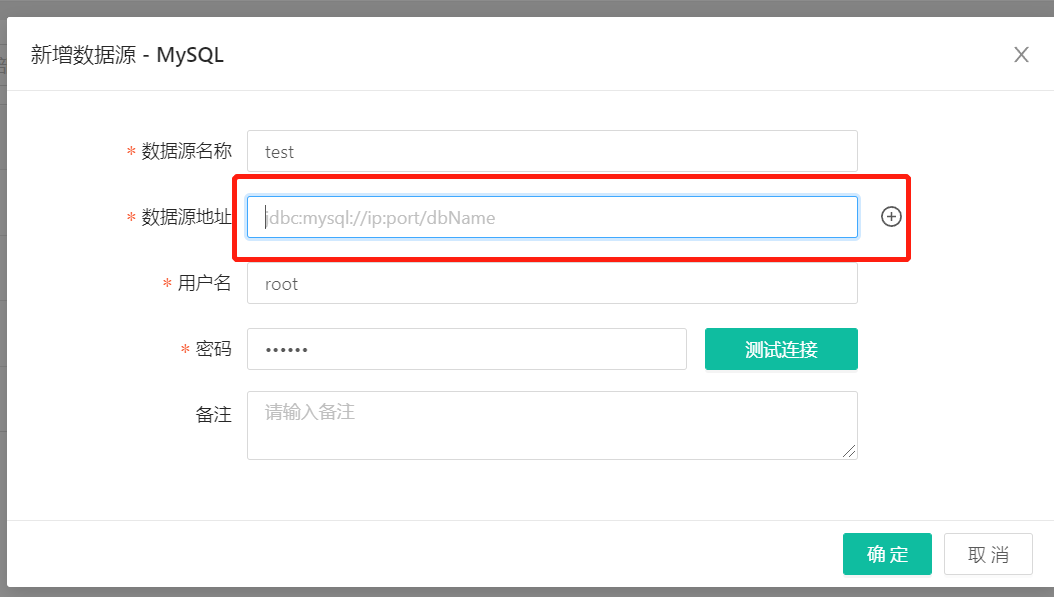 新增数据源 - MySQL
* 数据源名称 test
* 数据源地址 jdbc:mysql://ip:port/dbName
* 用户名 root
* 密码 •••••• 测试连接
备注 请输入备注
确 定 取 消